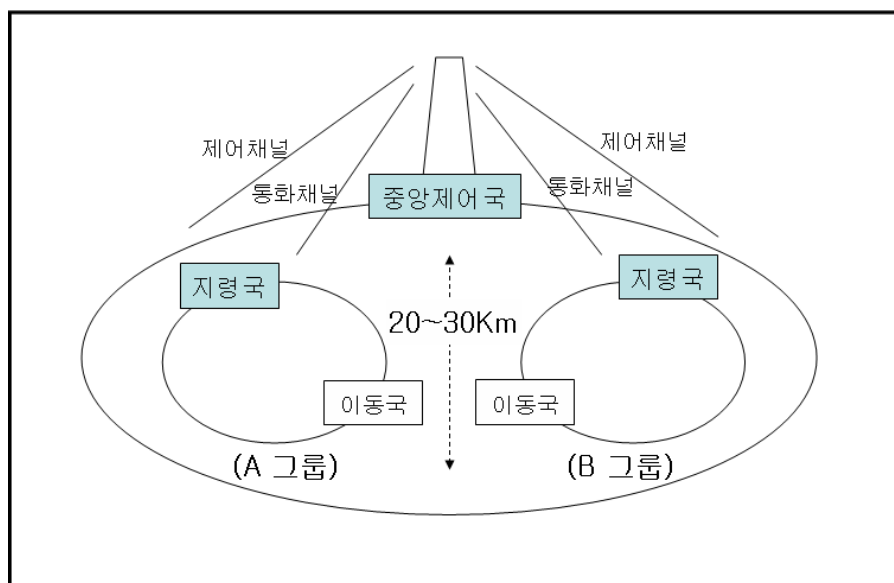 제어채널
제어채널
통화채널
통화채널
중앙제어국
지령국
지령국
20~30Km
이동국
이동국
(A 그룹)
(B 그룹)